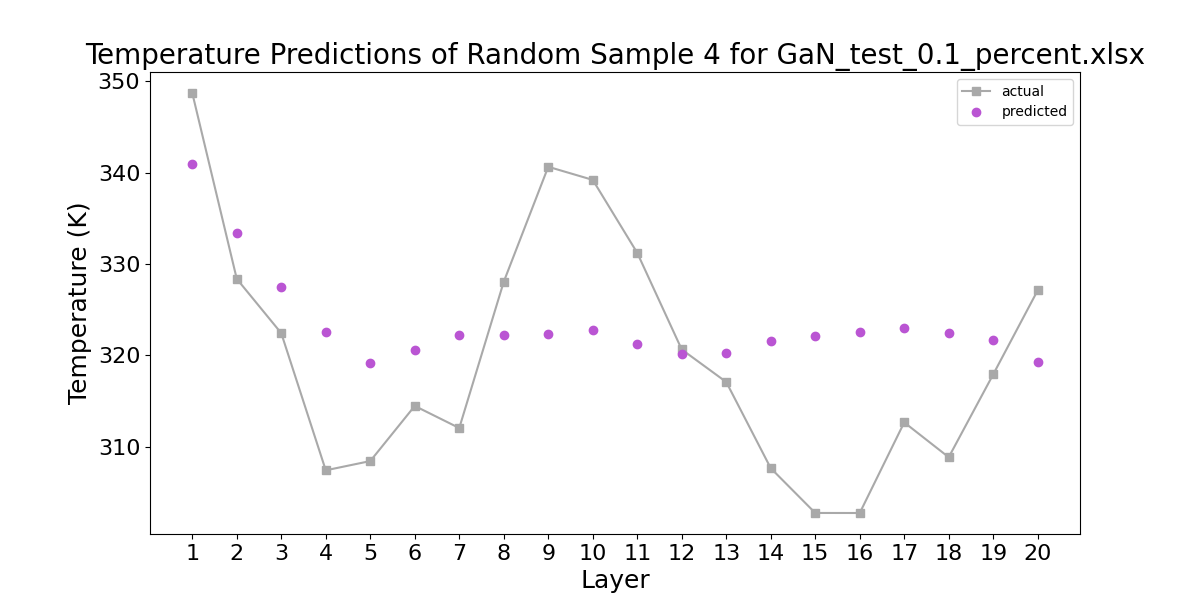 Temperature Predictions of Random Sample 4 for GaN_test_0.1_percent.xlsx
actual
predicted
350
340
330
320
310
Temperature (K)
1 2 3 4 5 6 7 8 9 10 11 12 13 14 15 16 17 18 19 20
Layer